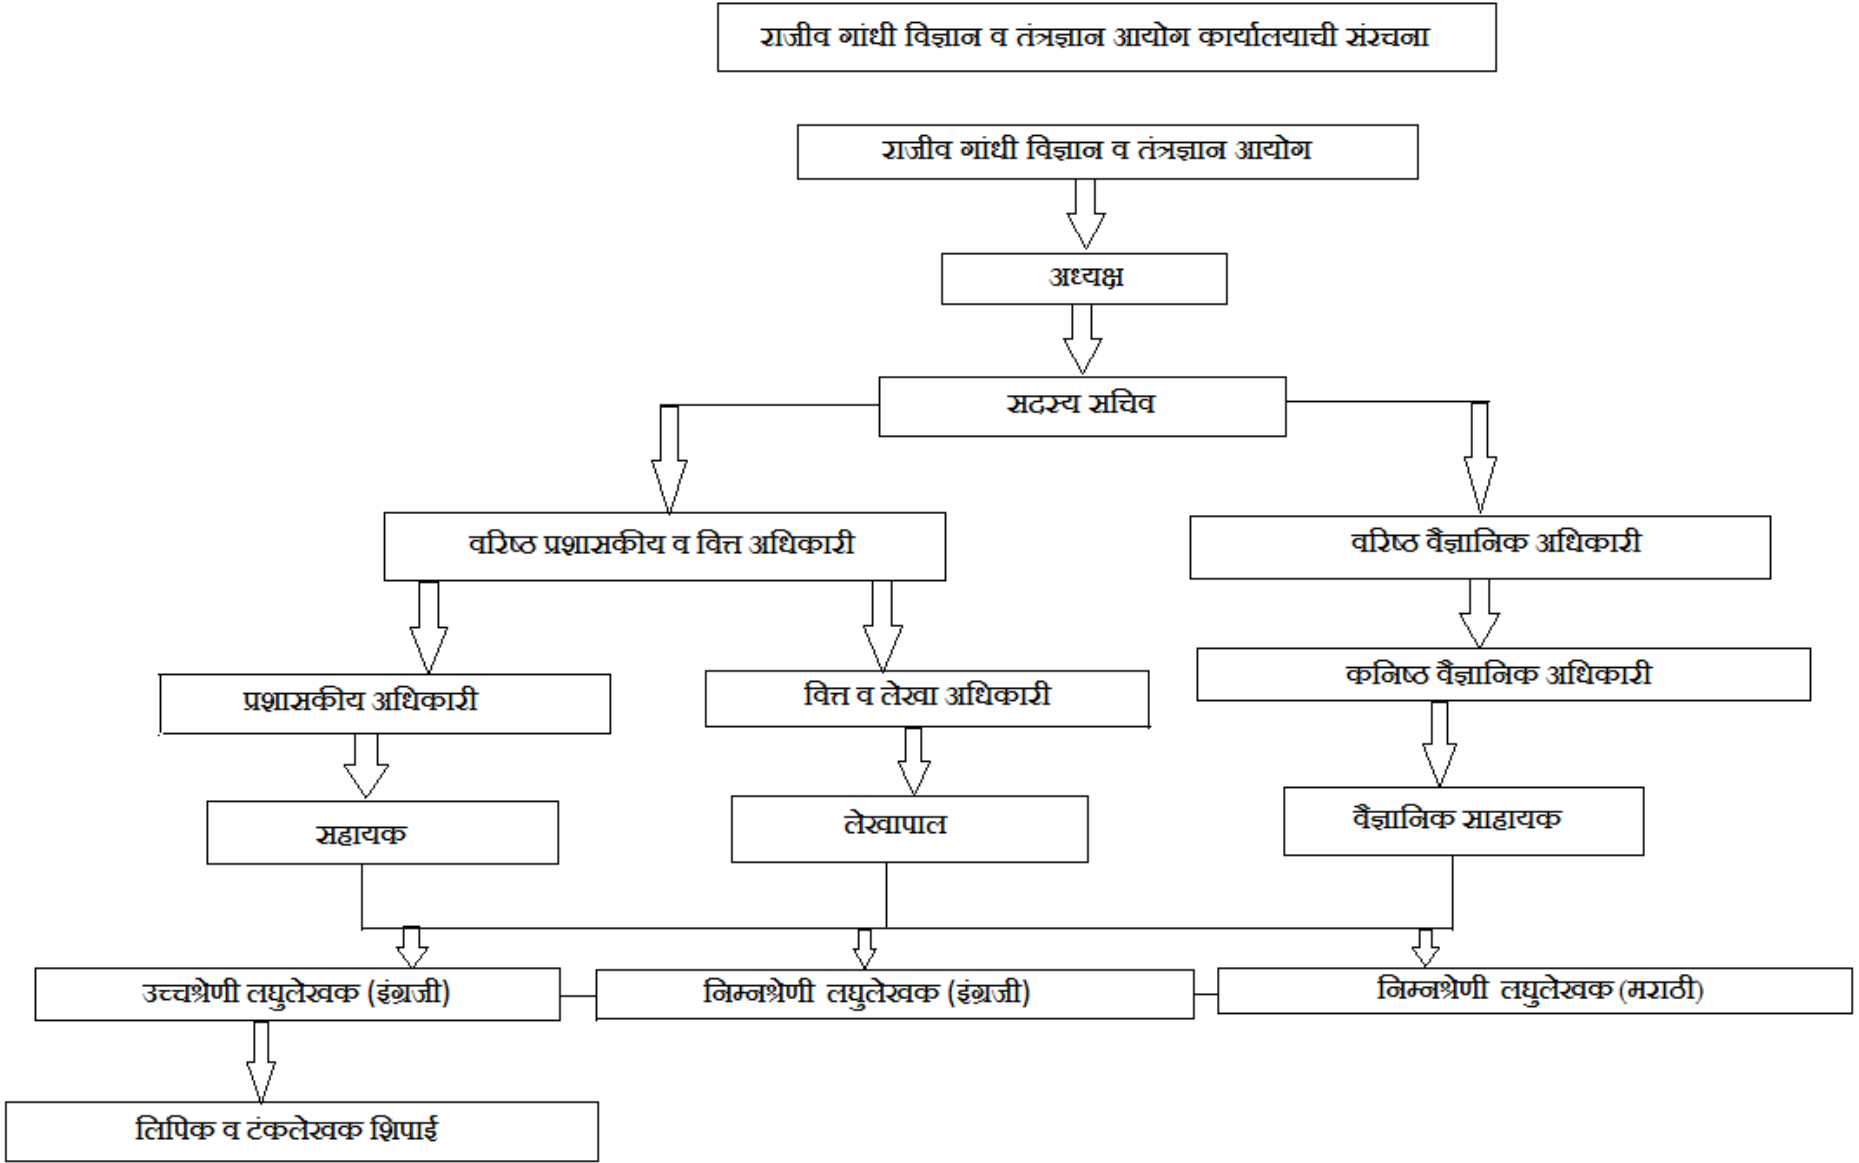 राजीव गांधी विज्ञान व तंत्रज्ञान आयोग कार्यालयाची संरचना
राजीव गांधी विज्ञान व तंत्रज्ञान आयोग
अध्यक्ष
सदस्य सचिव
वरिष्ठ प्रशासकीय व वित्त अधिकारी
वरिष्ठ वैज्ञानिक अधिकारी
प्रशासकीय अधिकारी
वित्त व लेखा अधिकारी
कनिष्ठ वैज्ञानिक अधिकारी
सहायक
लेखापाल
वैज्ञानिक साहायक
उच्चश्रेणी लघुलेखक (इंग्रजी)
निम्नश्रेणी लघुलेखक (इंग्रजी)
निम्नश्रेणी लघुलेखक (मराठी)
लिपिक व टंकलेखक शिपाई